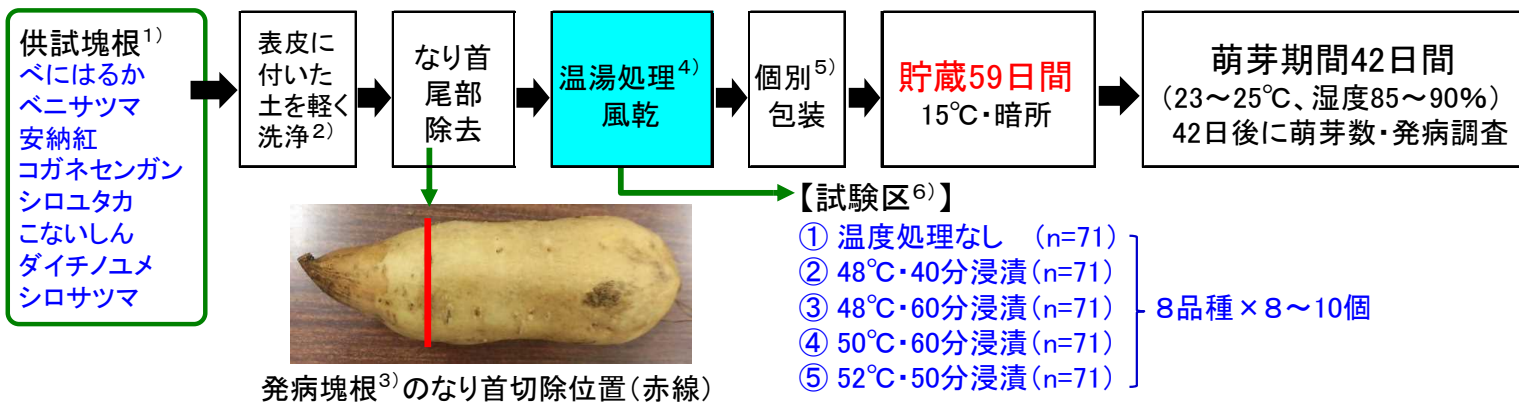 供試塊根1)
べにはるか
ベニサツマ
安納紅
コガネセンガン
シロユタカ
こないしん
ダイチノユメ
シロサツマ
表皮に
付いた
土を軽く
洗浄2)
なり首
尾部
除去
温湯処理4)
風乾
個別5)
包装
貯蔵59日間
15℃・暗所
萌芽期間42日間
(23～25℃、湿度85～90%)
42日後に萌芽数・発病調査
発病塊根3)のなり首切除位置(赤線)
【試験区6)】
① 温度処理なし (n=71)
② 48℃・40分浸漬(n=71)
③ 48℃・60分浸漬(n=71)
④ 50℃・60分浸漬(n=71)
⑤ 52℃・50分浸漬(n=71)
８品種×８～10個